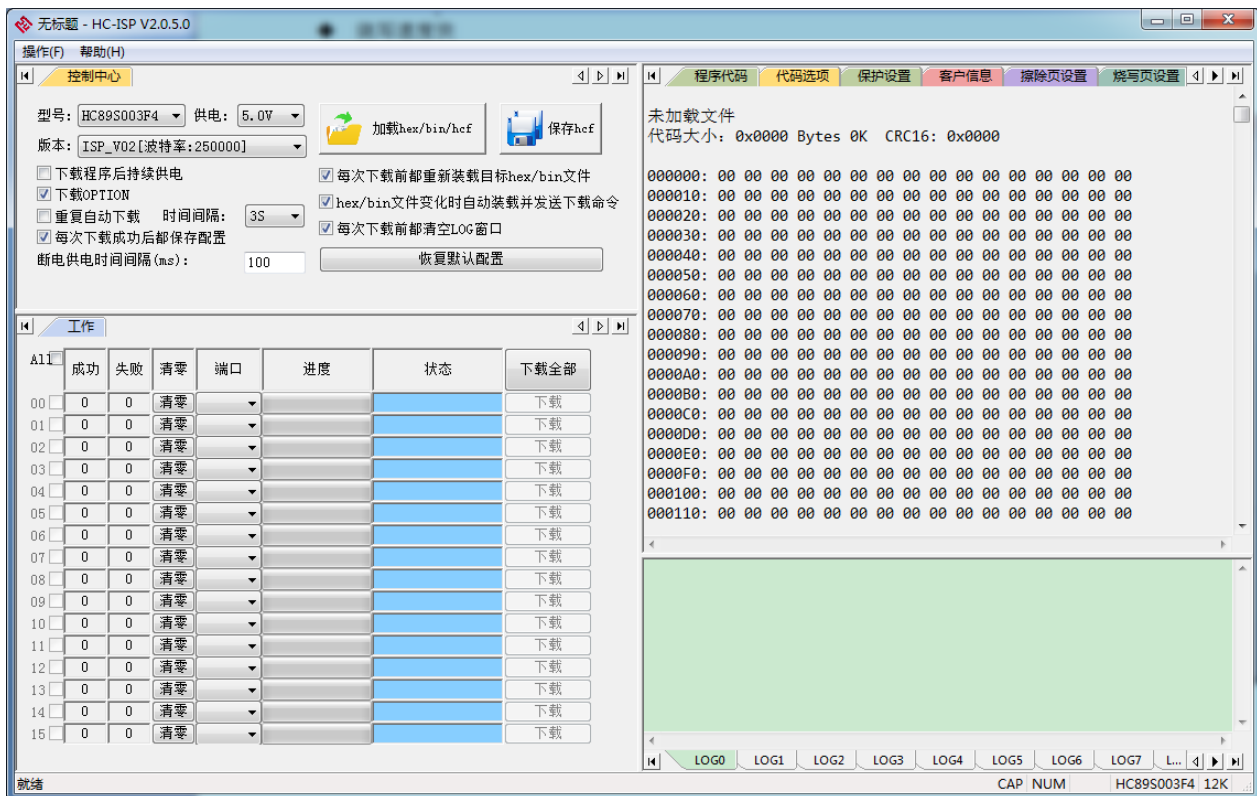 无标题 - HC-ISP V2.0.5.0
操作(F) 帮助(H)
控制中心
型号: HC89S003F4 供电: 5.0V
版本: ISP_V02[波特率:250000]
加载hex/bin/hcf
保存hcf
下载程序后持续供电
下载OPTION
重复自动下载 时间间隔: 3S
每次下载成功后都保存配置
断电供电时间间隔(ms): 100
每次下载前都重新装载目标hex/bin文件
hex/bin文件变化时自动装载并发送下载命令
每次下载前都清空LOG窗口
恢复默认配置
工作
All 成功 失败 清零 端口 进度 状态 下载全部
00 0 0 清零 下载
01 0 0 清零 下载
02 0 0 清零 下载
03 0 0 清零 下载
04 0 0 清零 下载
05 0 0 清零 下载
06 0 0 清零 下载
07 0 0 清零 下载
08 0 0 清零 下载
09 0 0 清零 下载
10 0 0 清零 下载
11 0 0 清零 下载
12 0 0 清零 下载
13 0 0 清零 下载
14 0 0 清零 下载
15 0 0 清零 下载
程序代码 代码选项 保护设置 客户信息 擦除页设置 烧写页设置
未加载文件
代码大小: 0x0000 Bytes OK CRC16: 0x0000
000000: 00 00 00 00 00 00 00 00 00 00 00 00 00 00 00 00
000010: 00 00 00 00 00 00 00 00 00 00 00 00 00 00 00 00
000020: 00 00 00 00 00 00 00 00 00 00 00 00 00 00 00 00
000030: 00 00 00 00 00 00 00 00 00 00 00 00 00 00 00 00
000040: 00 00 00 00 00 00 00 00 00 00 00 00 00 00 00 00
000050: 00 00 00 00 00 00 00 00 00 00 00 00 00 00 00 00
000060: 00 00 00 00 00 00 00 00 00 00 00 00 00 00 00 00
000070: 00 00 00 00 00 00 00 00 00 00 00 00 00 00 00 00
000080: 00 00 00 00 00 00 00 00 00 00 00 00 00 00 00 00
000090: 00 00 00 00 00 00 00 00 00 00 00 00 00 00 00 00
0000A0: 00 00 00 00 00 00 00 00 00 00 00 00 00 00 00 00
0000B0: 00 00 00 00 00 00 00 00 00 00 00 00 00 00 00 00
0000C0: 00 00 00 00 00 00 00 00 00 00 00 00 00 00 00 00
0000D0: 00 00 00 00 00 00 00 00 00 00 00 00 00 00 00 00
0000E0: 00 00 00 00 00 00 00 00 00 00 00 00 00 00 00 00
0000F0: 00 00 00 00 00 00 00 00 00 00 00 00 00 00 00 00
000100: 00 00 00 00 00 00 00 00 00 00 00 00 00 00 00 00
000110: 00 00 00 00 00 00 00 00 00 00 00 00 00 00 00 00
LOG0 LOG1 LOG2 LOG3 LOG4 LOG5 LOG6 LOG7 L...
就绪 CAP NUM HC89S003F4 12K